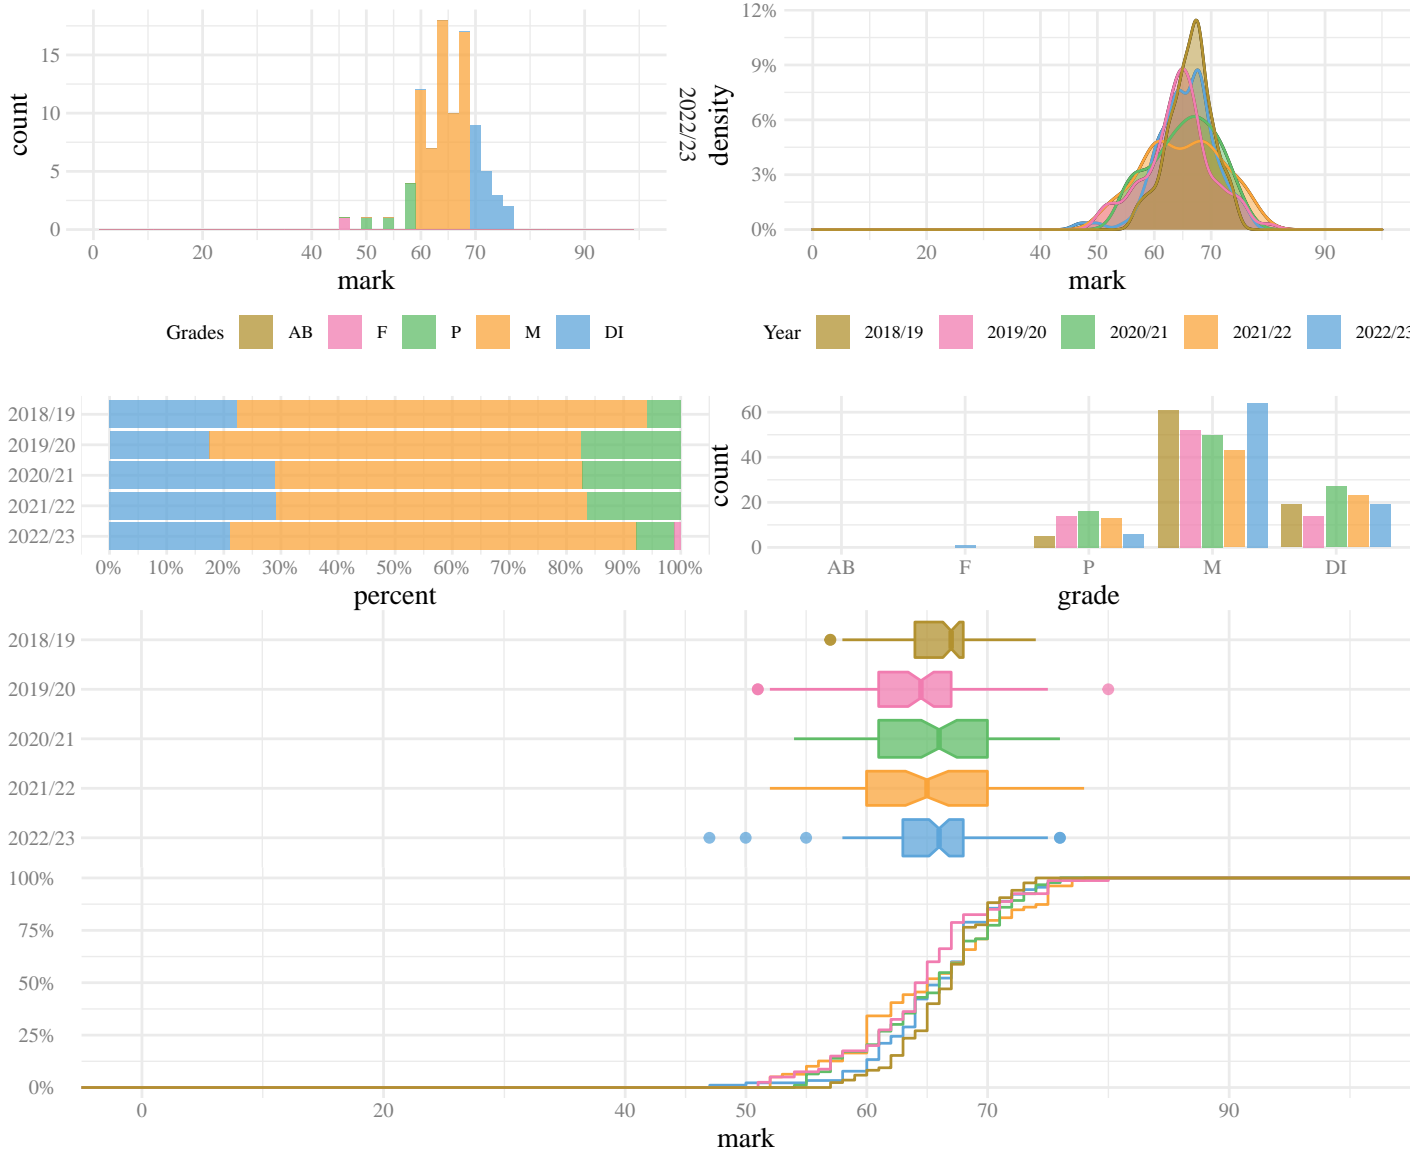 15
10
5
0
count
0 20 40 50 60 70 90
mark
2022/23
12%
9%
6%
3%
0%
density
0 20 40 50 60 70 90
mark
Grades AB F P M DI
Year 2018/19 2019/20 2020/21 2021/22 2022/23
2018/19
2019/20
2020/21
2021/22
2022/23
0% 10% 20% 30% 40% 50% 60% 70% 80% 90% 100%
percent
60
40
20
0
count
AB F P M DI
grade
2018/19
2019/20
2020/21
2021/22
2022/23
100%
75%
50%
25%
0%
0 20 40 50 60 70 90
mark